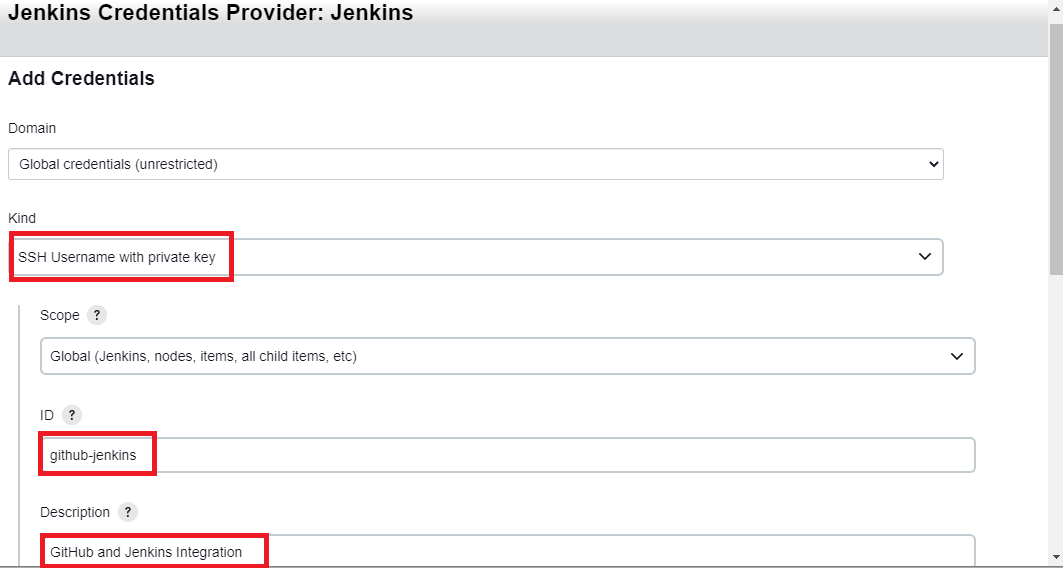 Jenkins Credentials Provider: Jenkins
Add Credentials
Domain
Global credentials (unrestricted)
Kind
SSH Username with private key
Scope ?
Global (Jenkins, nodes, items, all child items, etc)
ID ?
github-jenkins
Description ?
GitHub and Jenkins Integration